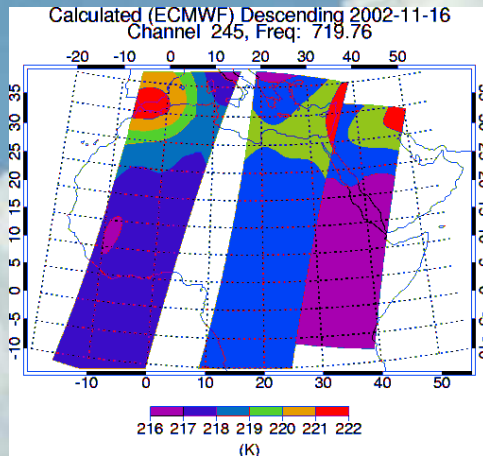 Calculated (ECMWF) Descending 2002-11-16
Channel 245, Freq: 719.76
-20 -10 0 10 20 30 40 50
35
30
25
20
15
10
5
0
-5
-10
-10 0 10 20 30 40 50
216 217 218 219 220 221 222
(K)